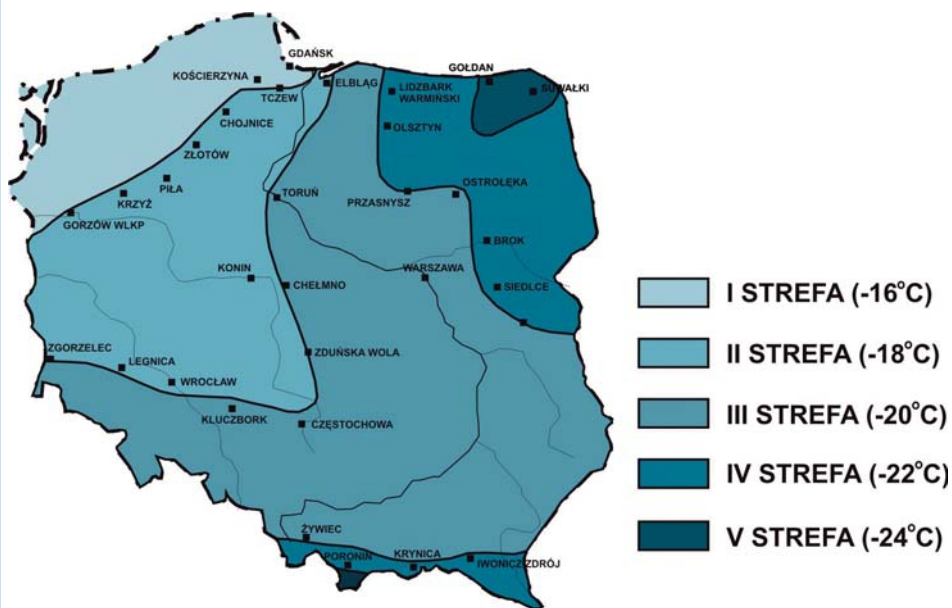 GDAŃSK
KOŚCIERZYNA
TCZEW
ELBLĄG
GOŁDAN
SUWAŁKI
LIDZBARK
WARMIŃSKI
CHOJNICE
OLSZTYN
ZŁOTÓW
PIŁA
KRZYŻ
GORZÓW WLKP
TORUŃ
PRZASNYSZ
OSTROŁĘKA
BROK
KONIN
CHEŁMNO
WARSZAWA
SIEDLCE
ZGORZELEC
LEGNICA
WROCŁAW
ZDUŃSKA WOLA
KLUCZBORK
CZĘSTOCHOWA
ŻYWIEC
PORONIN
KRYNICA
IWONICZ ZDRÓJ
I STREFA (-16°C)
II STREFA (-18°C)
III STREFA (-20°C)
IV STREFA (-22°C)
V STREFA (-24°C)